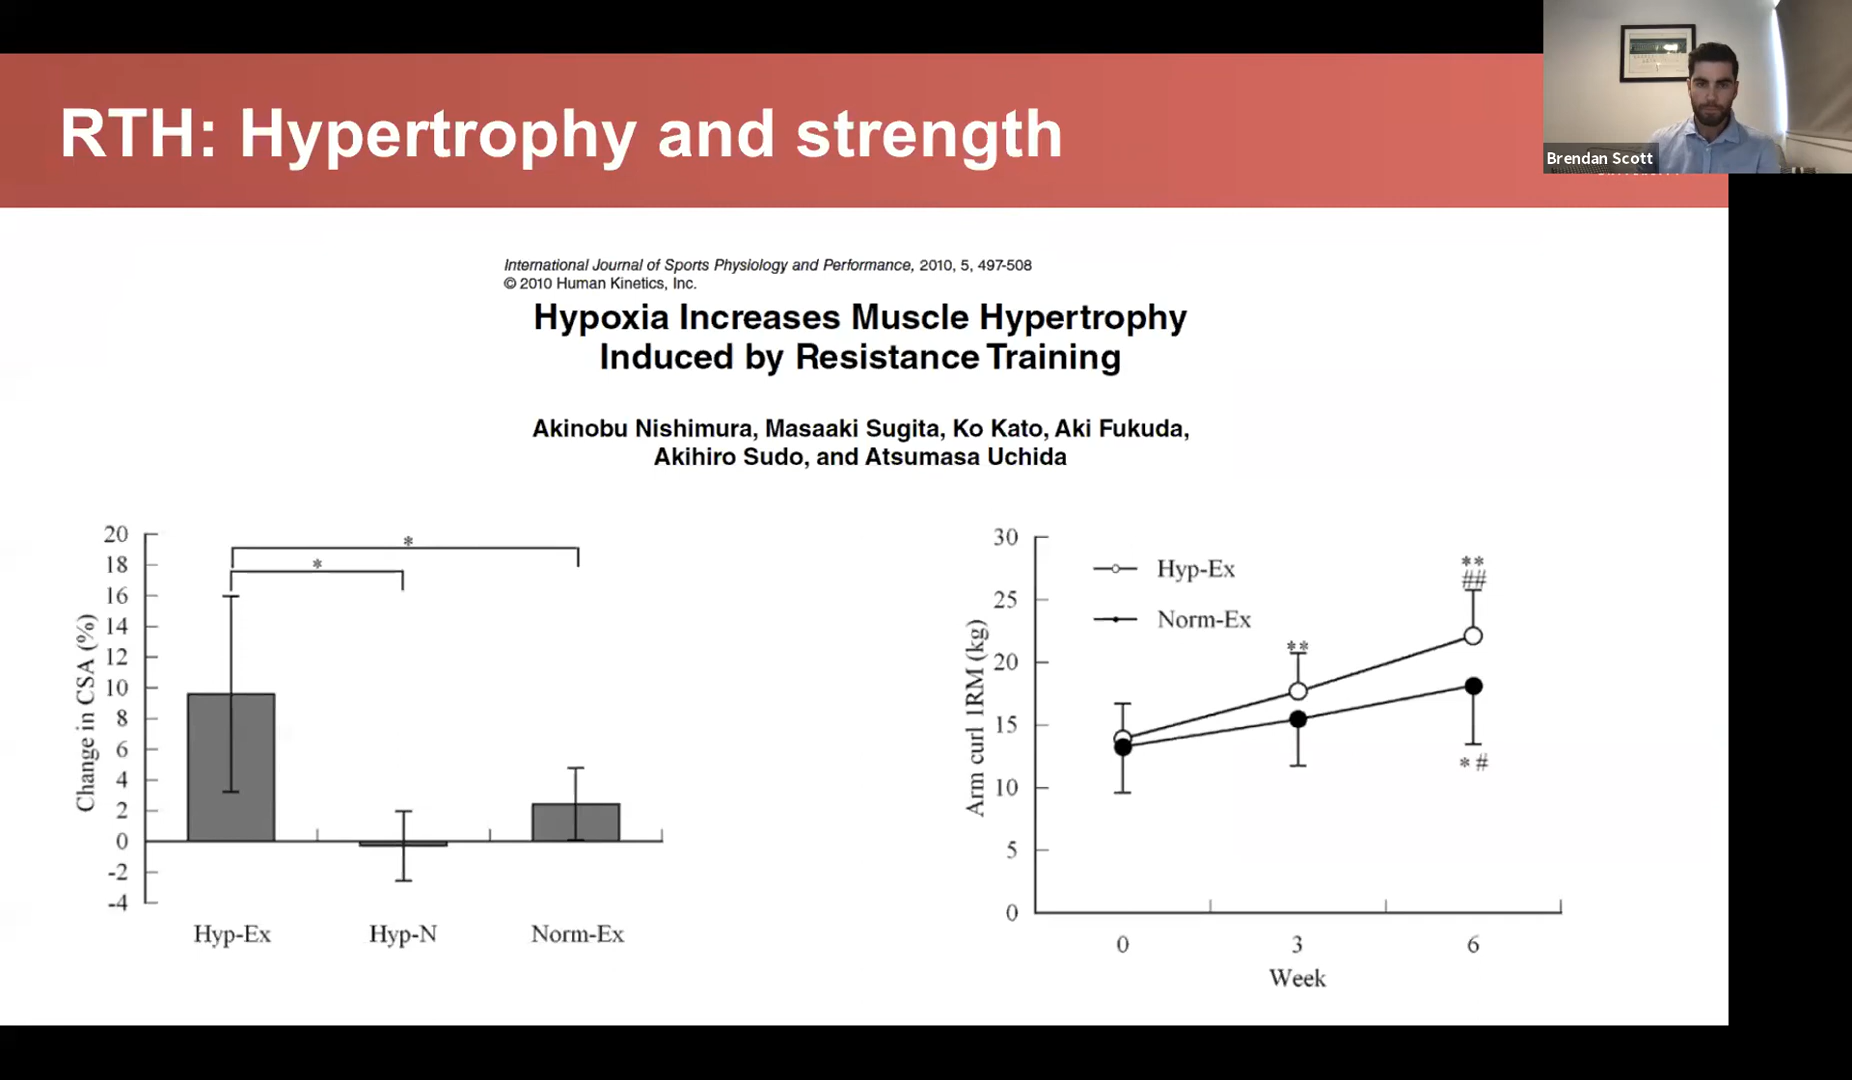 RTH: Hypertrophy and strength
Brendan Scott
International Journal of Sports Physiology and Performance, 2010, 5, 497-508
© 2010 Human Kinetics, Inc.
Hypoxia Increases Muscle Hypertrophy
Induced by Resistance Training
Akinobu Nishimura, Masaaki Sugita, Ko Kato, Aki Fukuda,
Akihiro Sudo, and Atsumasa Uchida
Change in CSA (%)
20
18
16
14
12
10
8
6
4
2
0
-2
-4
*
*
Hyp-Ex
Hyp-N
Norm-Ex
Arm curl 1RM (kg)
30
25
20
15
10
5
0
Hyp-Ex
Norm-Ex
**
**
##
* #
0
3
6
Week